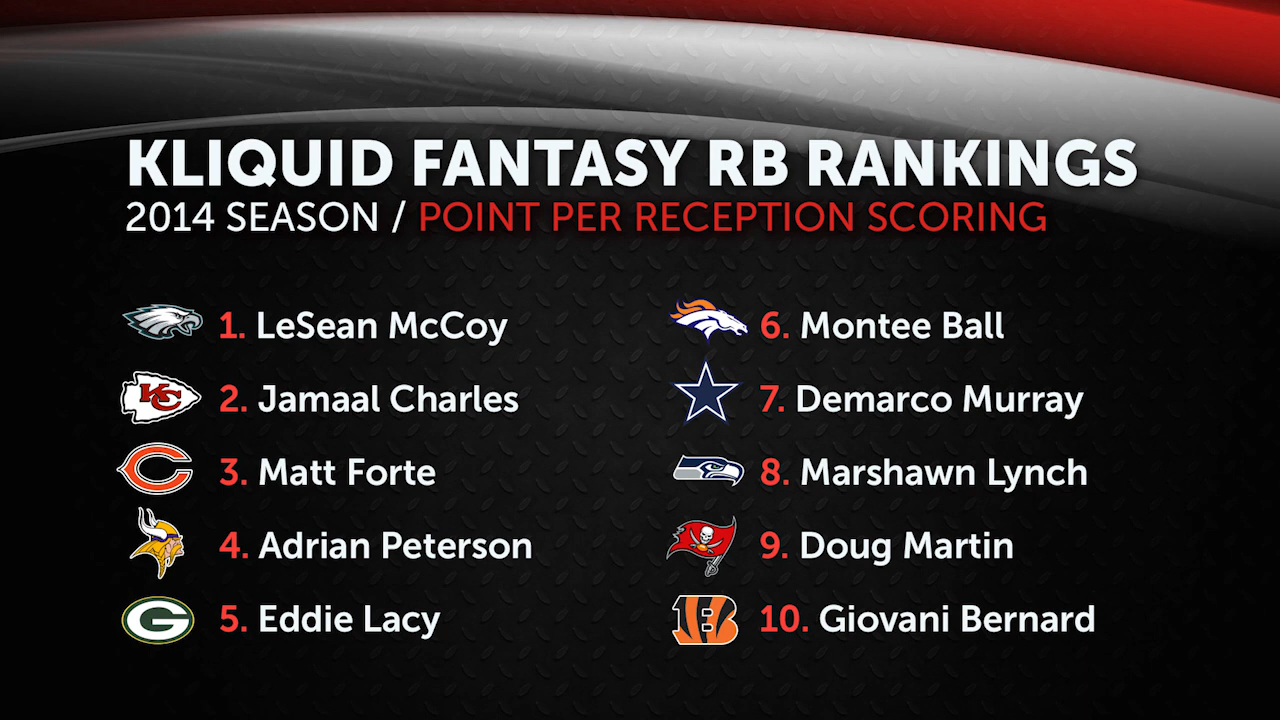 KLIQUID FANTASY RB RANKINGS
2014 SEASON / POINT PER RECEPTION SCORING
1. LeSean McCoy
2. Jamaal Charles
3. Matt Forte
4. Adrian Peterson
5. Eddie Lacy
6. Montee Ball
7. Demarco Murray
8. Marshawn Lynch
9. Doug Martin
10. Giovani Bernard